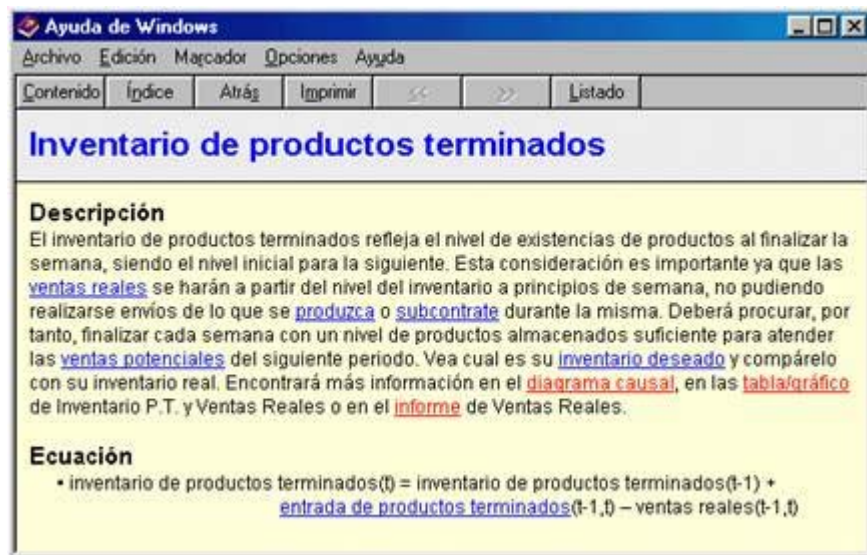 Ayuda de Windows
Archivo Edición Marcador Opciones Ayuda
Contenido Índice Atrás Imprimir << >> Listado
Inventario de productos terminados
Descripción
El inventario de productos terminados refleja el nivel de existencias de productos al finalizar la
semana, siendo el nivel inicial para la siguiente. Esta consideración es importante ya que las
ventas reales se harán a partir del nivel del inventario a principios de semana, no pudiendo
realizarse envíos de lo que se produzca o subcontrate durante la misma. Deberá procurar, por
tanto, finalizar cada semana con un nivel de productos almacenados suficiente para atender
las ventas potenciales del siguiente periodo. Vea cual es su inventario deseado y compárelo
con su inventario real. Encontrará más información en el diagrama causal, en las tabla/gráfico
de Inventario P.T. y Ventas Reales o en el informe de Ventas Reales.
Ecuación
• inventario de productos terminados(t) = inventario de productos terminados(t-1) +
entrada de productos terminados(t-1,t) – ventas reales(t-1,t)